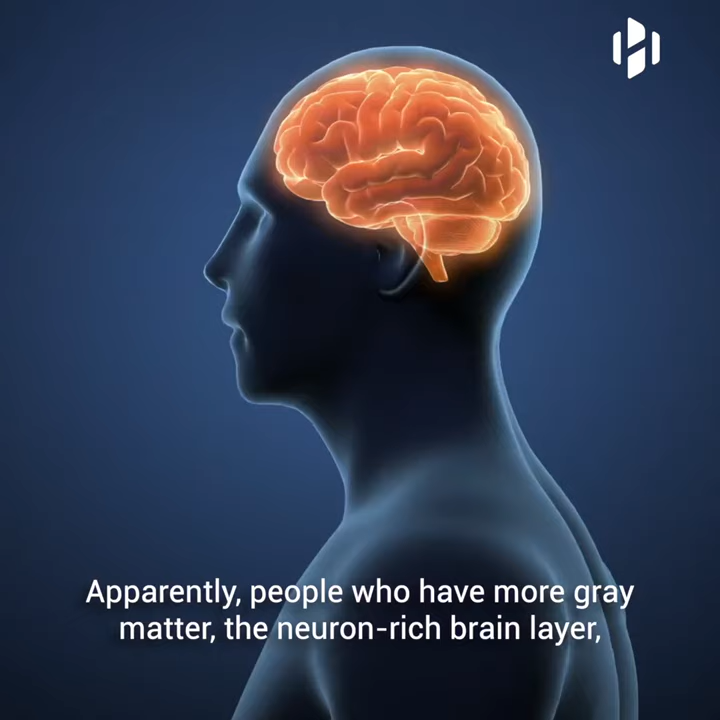 Apparently, people who have more gray
matter, the neuron-rich brain layer,